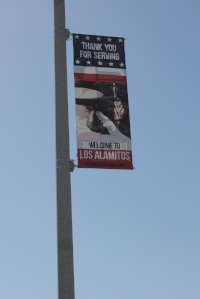 THANK YOU
FOR SERVING
WELCOME TO
LOS ALAMITOS